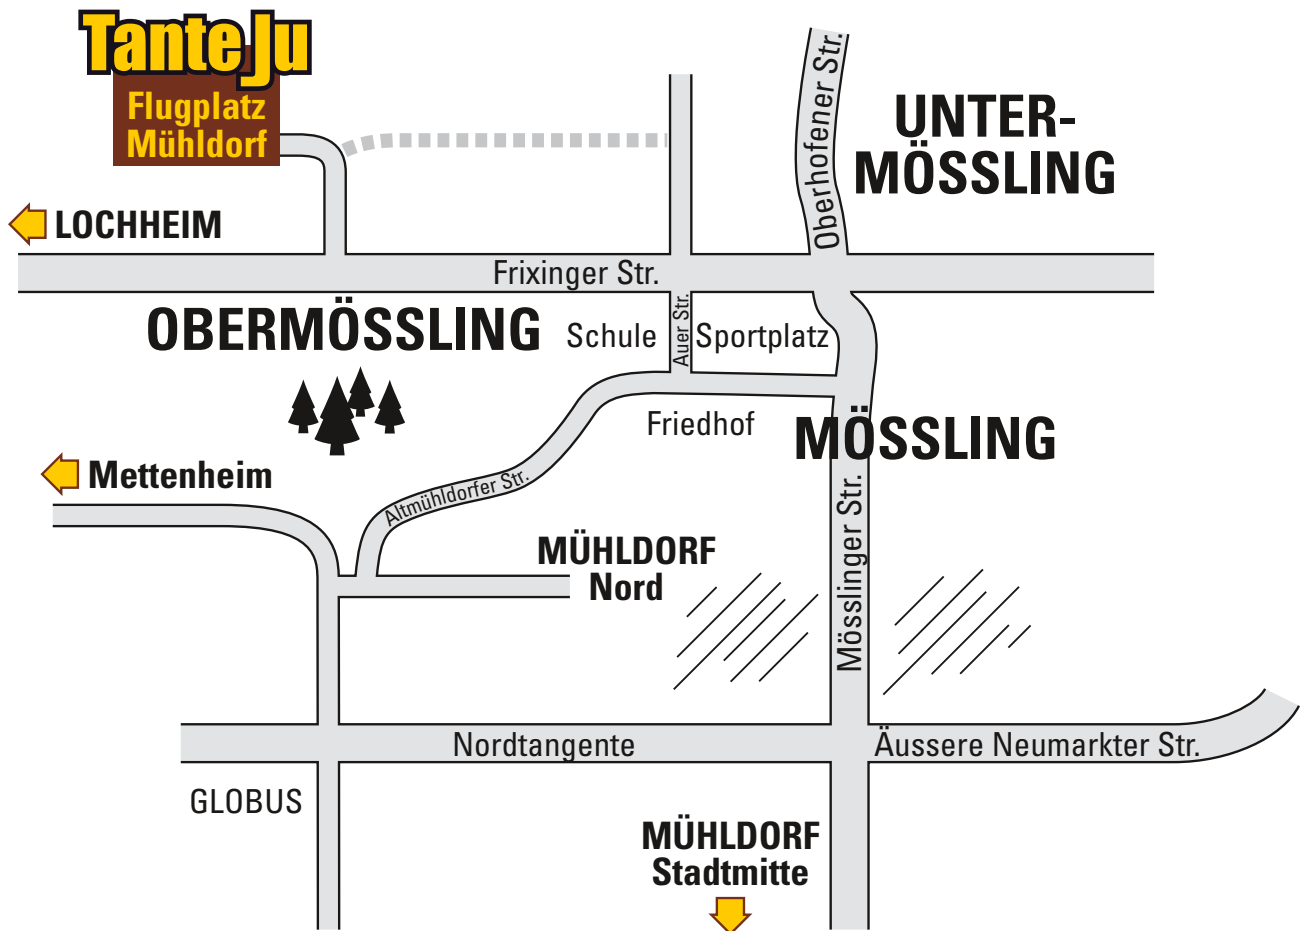 Tante Ju
Flugplatz
Mühldorf
Oberhofener Str.
UNTER-
MÖSSLING
LOCHHEIM
Frixinger Str.
OBERMÖSSLING
Schule
Auer Str.
Sportplatz
Friedhof
MÖSSLING
Mettenheim
Altmühldorfer Str.
MÜHLDORF
Nord
Mösslinger Str.
Nordtangente
Äussere Neumarkter Str.
GLOBUS
MÜHLDORF
Stadtmitte